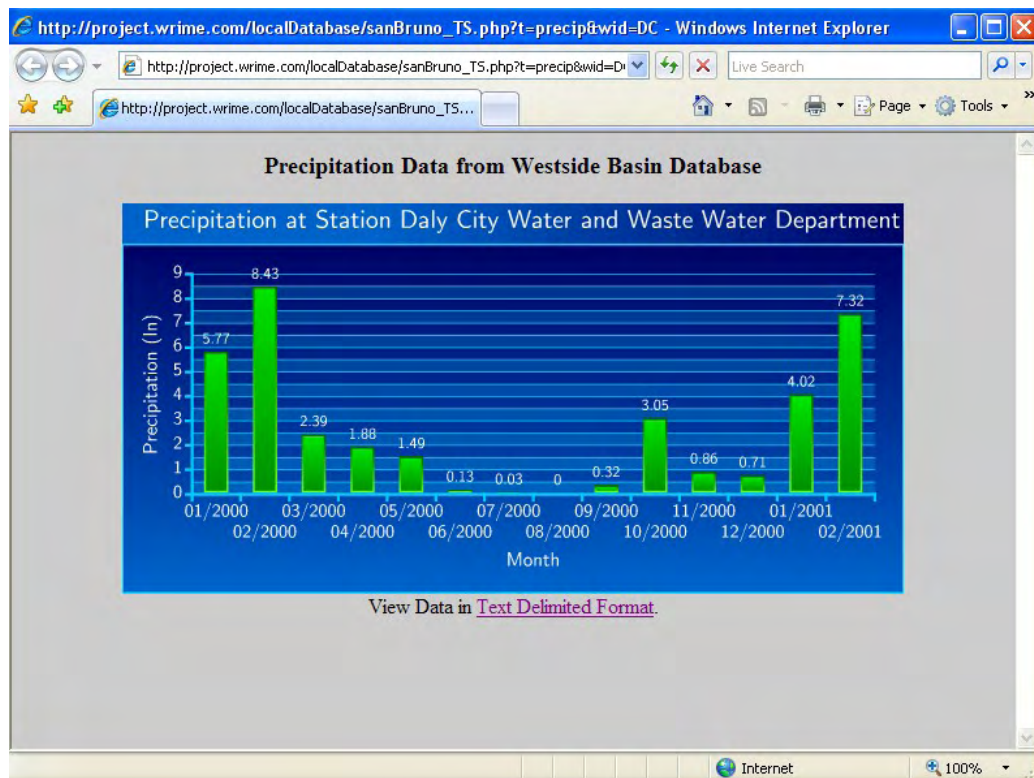 http://project.wrime.com/localDatabase/sanBruno_TS.php?t=precip&wid=DC - Windows Internet Explorer
http://project.wrime.com/localDatabase/sanBruno_TS.php?t=precip&wid=D
Live Search
http://project.wrime.com/localDatabase/sanBruno_TS...
Page
Tools
Precipitation Data from Westside Basin Database
Precipitation at Station Daly City Water and Waste Water Department
Precipitation (In)
9
8
7
6
5
4
3
2
1
0
5.77
8.43
2.39
1.88
1.49
0.13
0.03
0
0.32
3.05
0.86
0.71
4.02
7.32
01/2000 03/2000 05/2000 07/2000 09/2000 11/2000 01/2001
02/2000 04/2000 06/2000 08/2000 10/2000 12/2000 02/2001
Month
View Data in Text Delimited Format.
Internet
100%